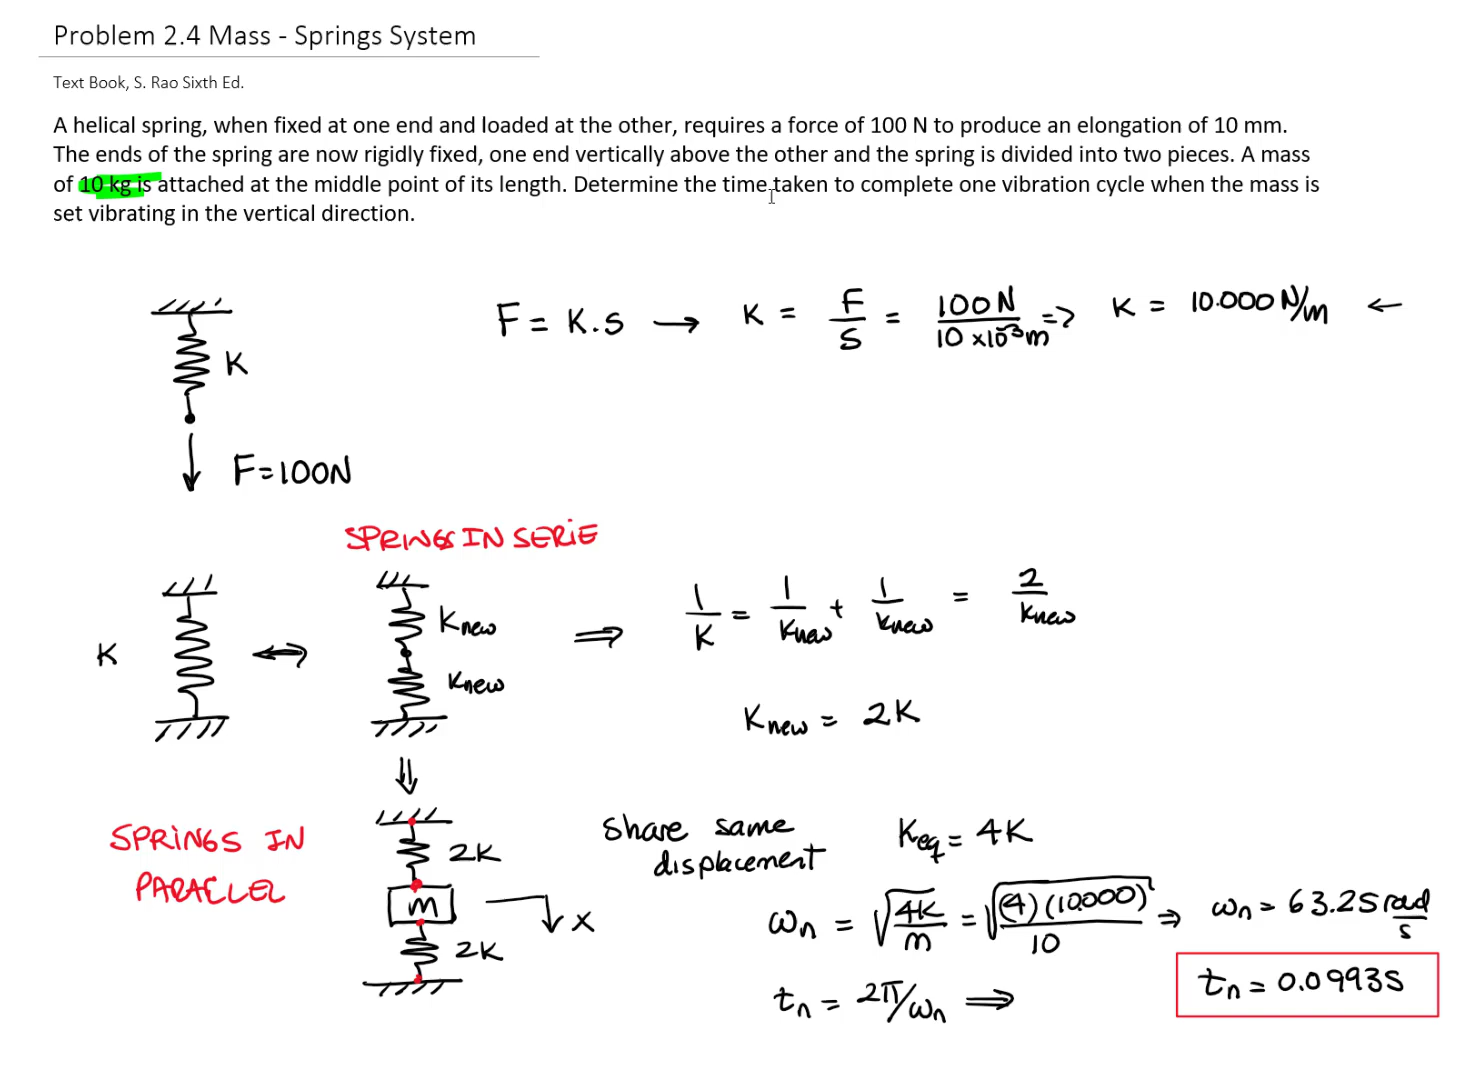 Problem 2.4 Mass - Springs System
Text Book, S. Rao Sixth Ed.
A helical spring, when fixed at one end and loaded at the other, requires a force of 100 N to produce an elongation of 10 mm.
The ends of the spring are now rigidly fixed, one end vertically above the other and the spring is divided into two pieces. A mass
of 10 kg is attached at the middle point of its length. Determine the time taken to complete one vibration cycle when the mass is
set vibrating in the vertical direction.
F = K.S → K = F/S = 100N/10 x10⁻³m => K = 10.000 N/m ←
K
F=100N
SPRINGS IN SERIE
K ↔ Knew Knew ⇒ 1/K = 1/Knew + 1/Knew = 2/Knew
Knew = 2K
⇓
SPRINGS IN
PARALLEL
2K
m
x
2K
Share same
displacement
Keq = 4K
ωn = √(4K/m) = √((4)(10000)/10) ⇒ ωn = 63.25 rad/s
tn = 2π/ωn ⇒ tn = 0.0993S